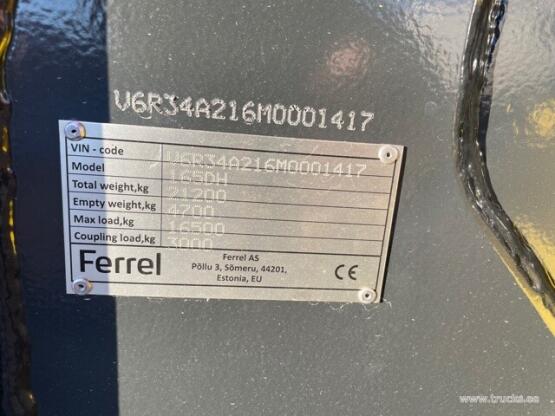 V6R34A216M0001417
VIN - code V6R34A216M0001417
Model 165DH
Total weight,kg 21200
Empty weight,kg 4700
Max load,kg 16500
Coupling load,kg 3000
Ferrel
Ferrel AS
Põllu 3, Sõmeru, 44201,
Estonia, EU
CE
www.trucks.ee